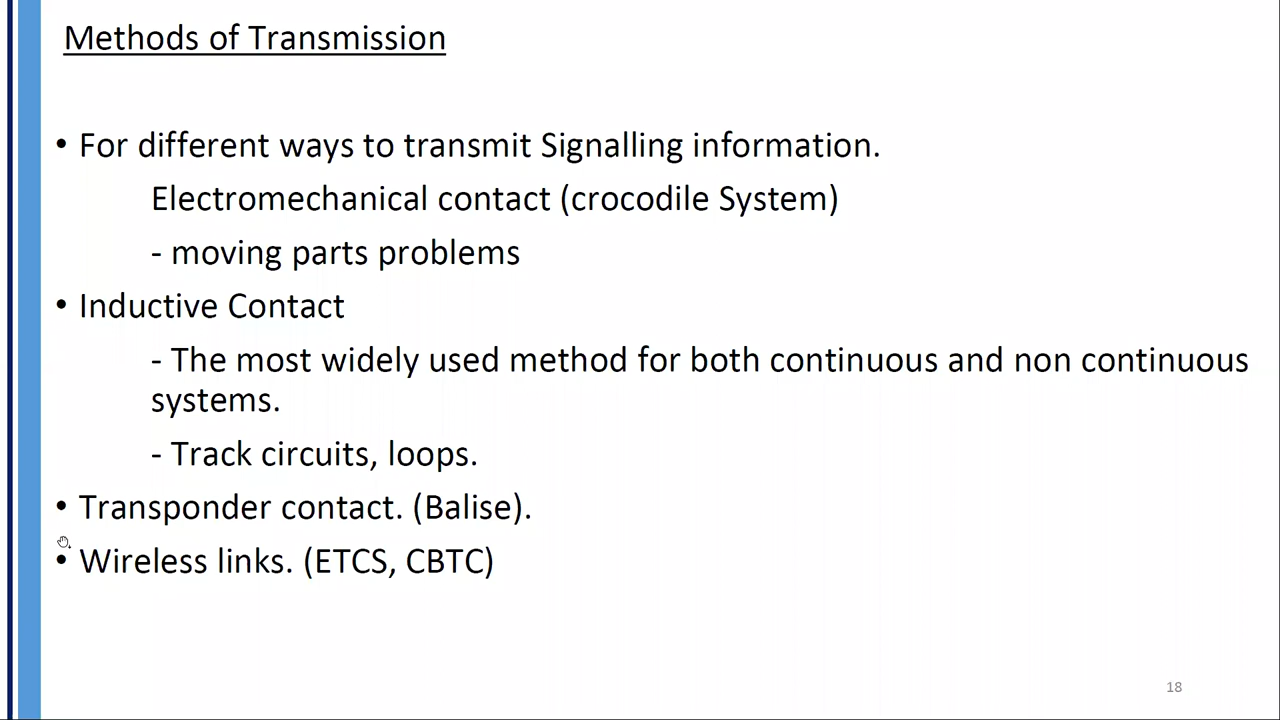 Methods of Transmission
• For different ways to transmit Signalling information.
Electromechanical contact (crocodile System)
- moving parts problems
• Inductive Contact
- The most widely used method for both continuous and non continuous
systems.
- Track circuits, loops.
• Transponder contact. (Balise).
• Wireless links. (ETCS, CBTC)
18